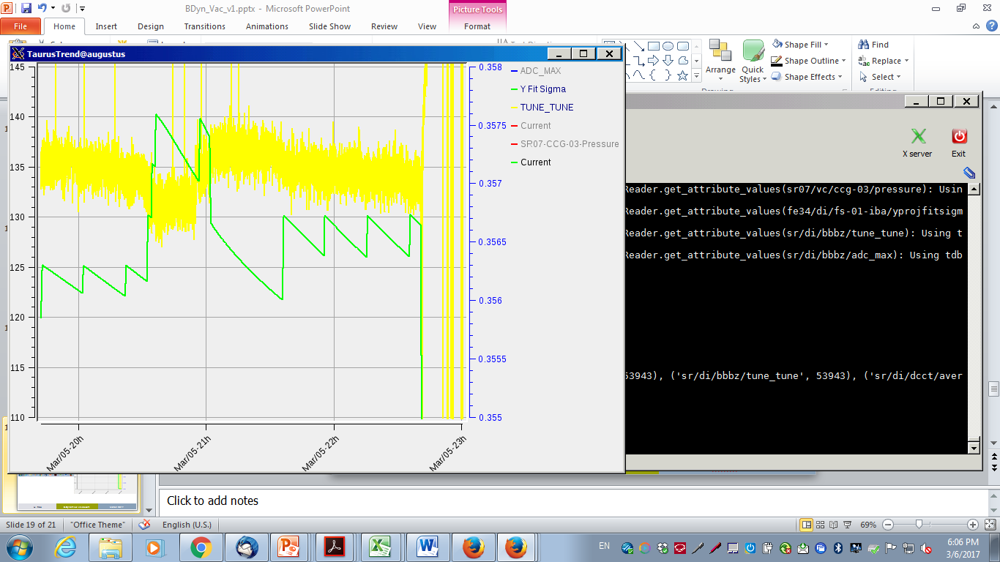 BDyn_Vac_v1.pptx - Microsoft PowerPoint
Picture Tools
File Home Insert Design Transitions Animations Slide Show Review View Format
Shape Fill
Shape Outline
Shape Effects
Arrange
Quick
Styles
Find
Replace
Select
TaurusTrend@augustus
145
140
135
130
125
120
115
110
0.358
0.3575
0.357
0.3565
0.356
0.3555
0.355
Mar/05-20h
Mar/05-21h
Mar/05-22h
Mar/05-23h
ADC_MAX
Y Fit Sigma
TUNE_TUNE
Current
SR07-CCG-03-Pressure
Current
X server
Exit
Reader.get_attribute_values(sr07/vc/ccg-03/pressure): Usin
Reader.get_attribute_values(fe34/di/fs-01-iba/yprojfitsigm
Reader.get_attribute_values(sr/di/bbbz/tune_tune): Using t
Reader.get_attribute_values(sr/di/bbbz/adc_max): Using tdb
53943), ('sr/di/bbbz/tune_tune', 53943), ('sr/di/dcct/aver
Click to add notes
Slide 19 of 21
"Office Theme"
English (U.S.)
69%
EN
6:06 PM
3/6/2017